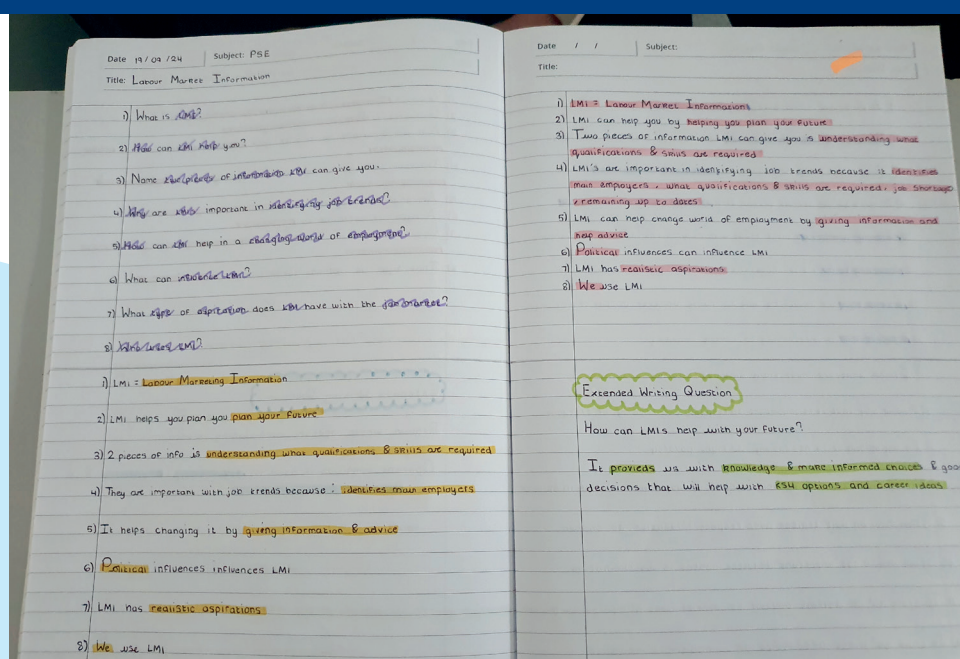 Date 19/09/24 Subject: PSE
Title: Labour Market Information
1) What is LMI?
2) How can LMI help you?
3) Name two pieces of information LMI can give you.
4) Why are LMI's important in identifying job trends?
5) How can LMI help in a changing world of employment?
6) What can influence LMI?
7) What type of aspiration does LMI have with the job market?
8) Who uses LMI?
1) LMI = Labour Marketing Information
2) LMI helps you plan you plan your future
3) 2 pieces of info is understanding what qualifications & skills are required
4) They are important with job trends because : identifies main employers
5) It helps changing it by giving information & advice
6) Political influences influences LMI
7) LMI has realistic aspirations
8) We use LMI
Date / / Subject:
Title:
1) LMI = Labour Market Information
2) LMI can help you by helping you plan your future
3) Two pieces of information LMI can give you is understanding what
qualifications & skills are required
4) LMI's are important in identifying job trends because it identifies
main employers, what qualifications & skills are required, job shortage
& remaining up to dates
5) LMI can help change world of employment by giving information and
help advice
6) Political influences can influence LMI
7) LMI has realistic aspirations
8) We use LMI
Extended Writing Question
How can LMIs help with your future?
It provieds us with knowledge & make informed choices &
decisions that will help with KS4 options and career ideas